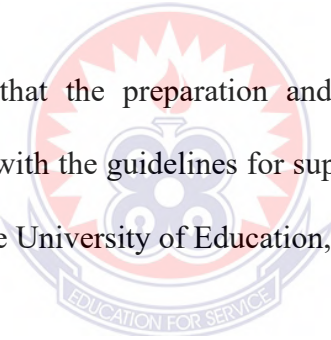 that the preparation and
with the guidelines for sup
e University of Education,
EDUCATION FOR SERVICE